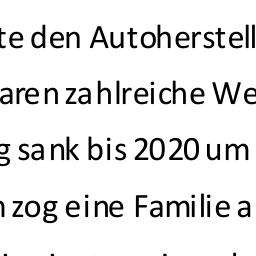 te den Autoherstell
aren zahlreiche We
g sank bis 2020 um
n zog eine Familie a